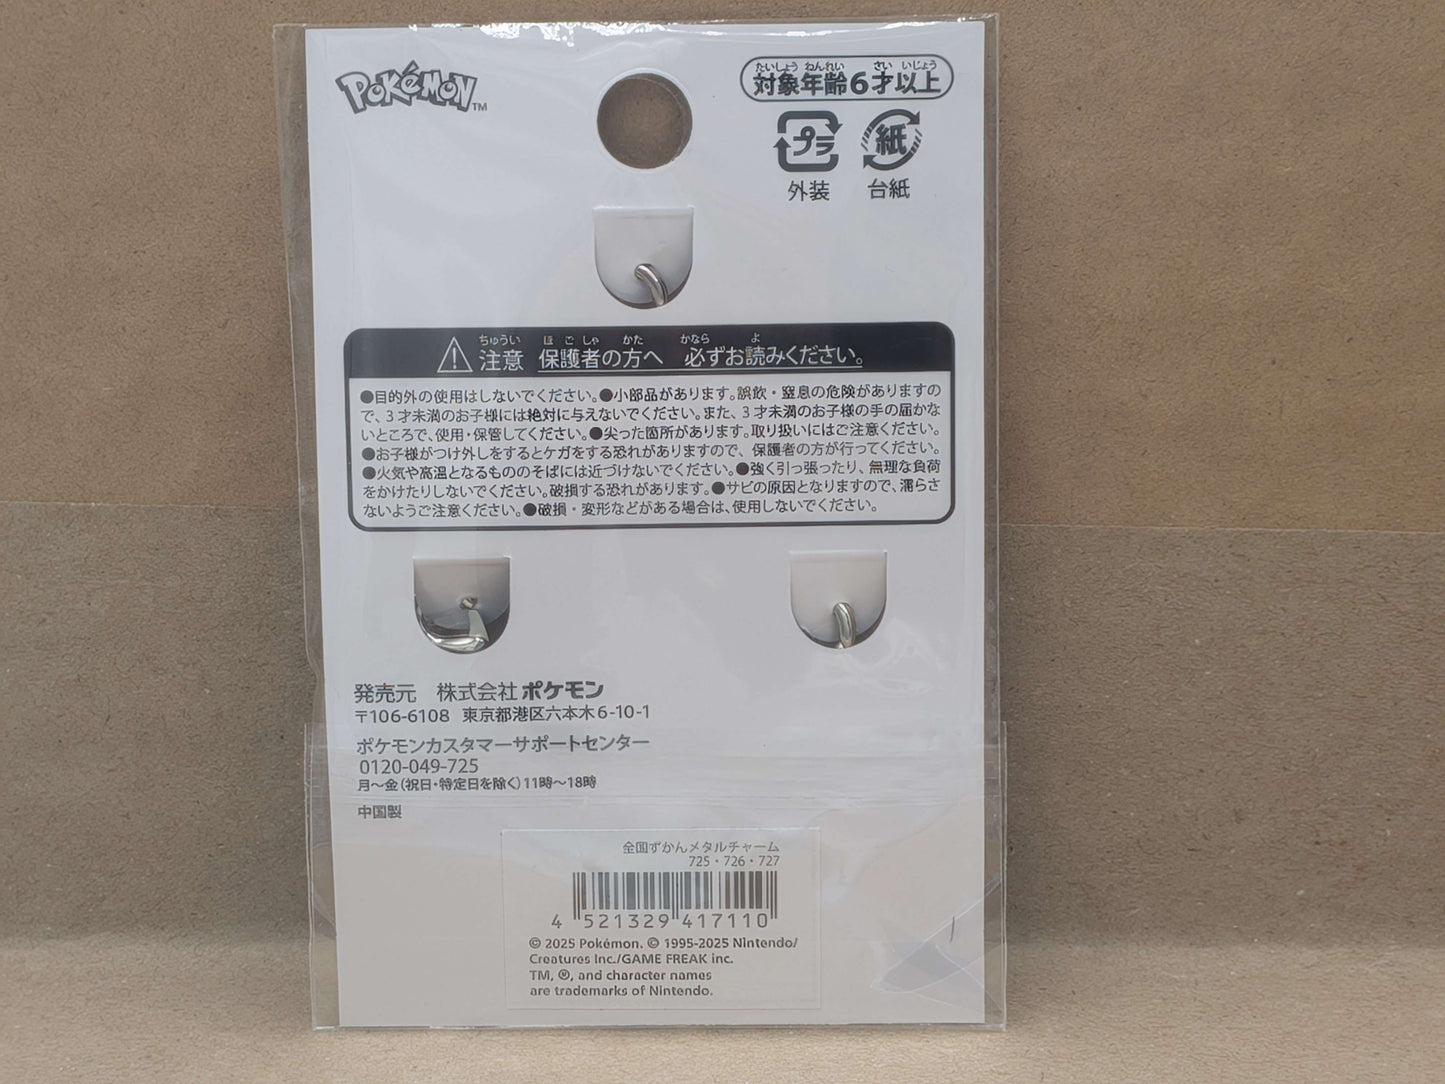 POKéMON TM
たいしょう ねんれい さい いじょう
対象年齢6才以上
プラ 紙
外装 台紙
ちゅうい ほごしゃ かた かなら よ
注意 保護者の方へ 必ずお読みください。
●目的外の使用はしないでください。●小部品があります。誤飲・窒息の危険がありますの
で、3才未満のお子様には絶対に与えないでください。また、3才未満のお子様の手の届かな
いところで、使用・保管してください。●尖った箇所があります。取り扱いにはご注意ください。
●お子様がつけ外しをするとケガをする恐れがありますので、保護者の方が行ってください。
●火気や高温となるもののそばには近づけないでください。●強く引っ張ったり、無理な負荷
をかけたりしないでください。破損する恐れがあります。●サビの原因となりますので、濡らさ
ないようご注意ください。●破損・変形などがある場合は、使用しないでください。
発売元 株式会社ポケモン
〒106-6108 東京都港区六本木6-10-1
ポケモンカスタマーサポートセンター
0120-049-725
月～金（祝日・特定日を除く）11時～18時
中国製
全国ずかんメタルチャーム
725・726・727
4 521329 417110
© 2025 Pokémon. © 1995-2025 Nintendo/
Creatures Inc./GAME FREAK inc.
TM, ®, and character names
are trademarks of Nintendo.